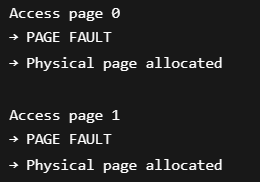 Access page 0
→ PAGE FAULT
→ Physical page allocated
Access page 1
→ PAGE FAULT
→ Physical page allocated